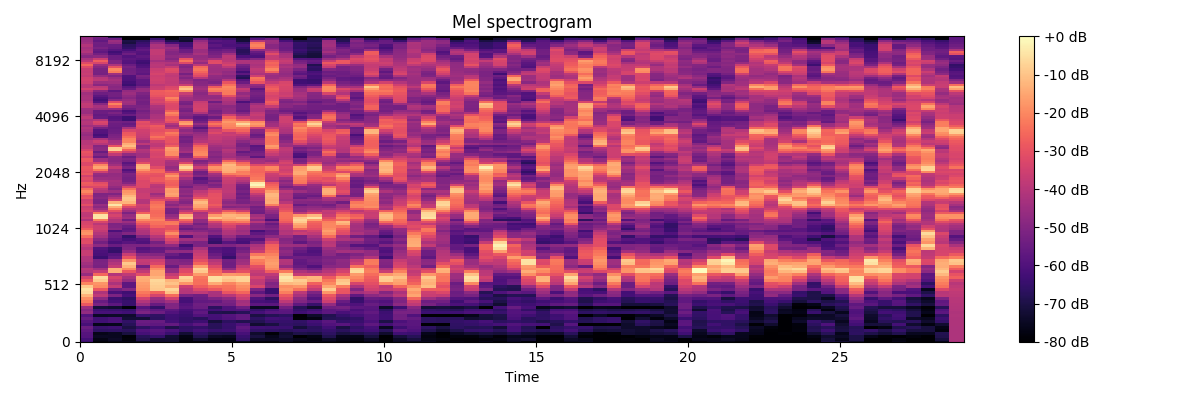 Mel spectrogram
Hz
8192
4096
2048
1024
512
0
0 5 10 15 20 25
Time
+0 dB
-10 dB
-20 dB
-30 dB
-40 dB
-50 dB
-60 dB
-70 dB
-80 dB